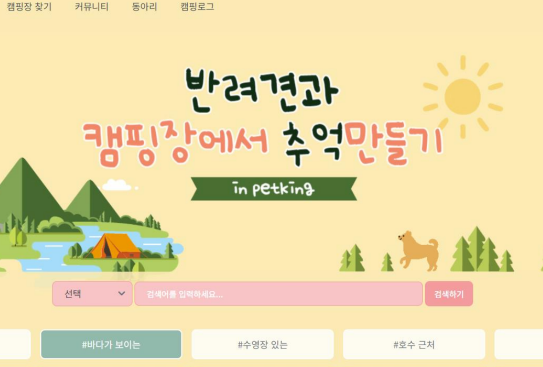 캠핑장 찾기 커뮤니티 동아리 캠핑로그
반려견과
캠핑장에서 추억만들기
in petking
선택 검색어를 입력하세요... 검색하기
#바다가 보이는 #수영장 있는 #호수 근처